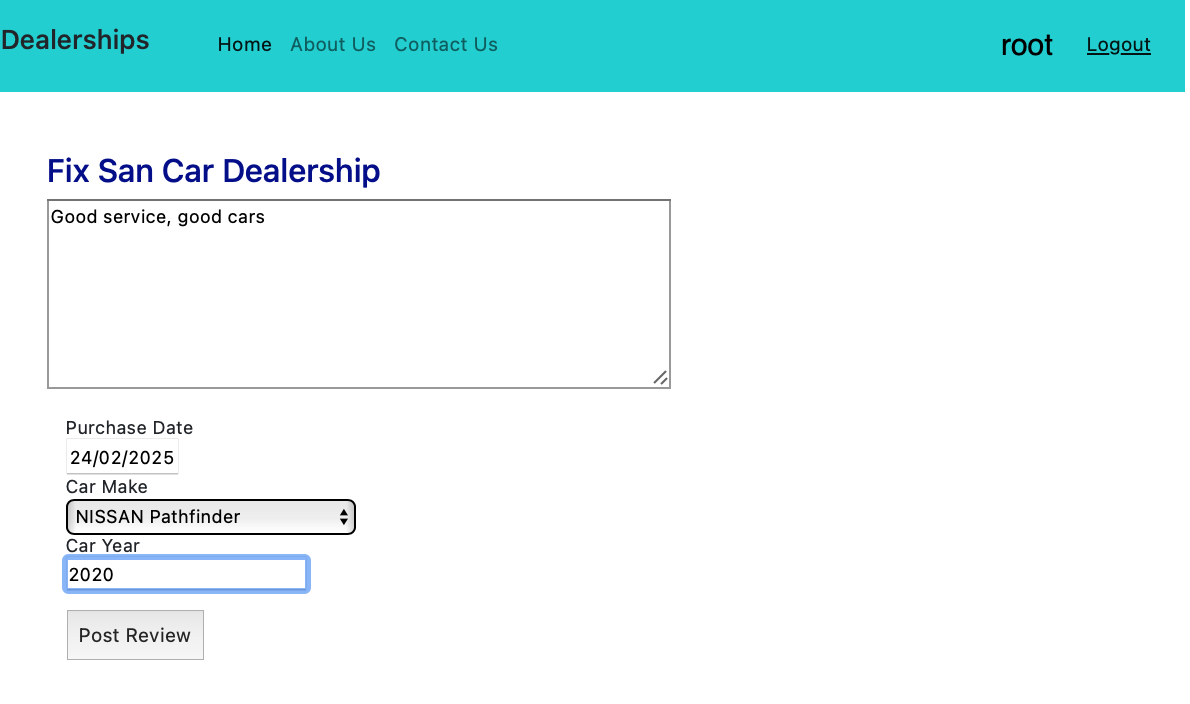 Dealerships Home About Us Contact Us root Logout
Fix San Car Dealership
Good service, good cars
Purchase Date
24/02/2025
Car Make
NISSAN Pathfinder
Car Year
2020
Post Review